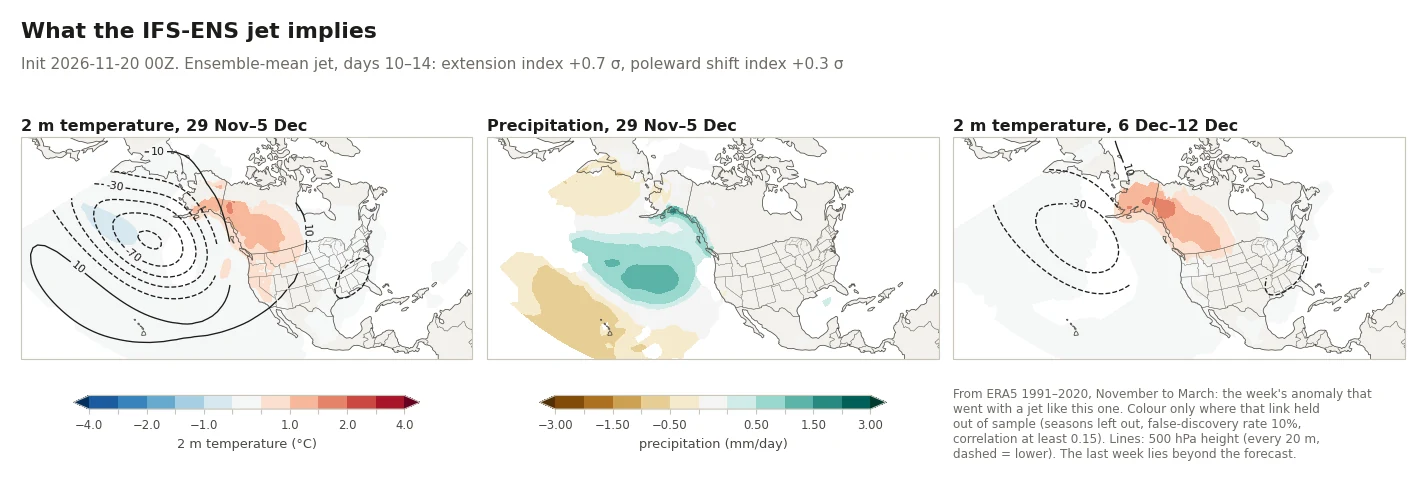 What the IFS-ENS jet implies
Init 2026-11-20 00Z. Ensemble-mean jet, days 10–14: extension index +0.7 σ, poleward shift index +0.3 σ
2 m temperature, 29 Nov–5 Dec
Precipitation, 29 Nov–5 Dec
2 m temperature, 6 Dec–12 Dec
-10
-30
-70
10
10
10
-30
−4.0 −2.0 −1.0 1.0 2.0 4.0
2 m temperature (°C)
−3.00 −1.50 −0.50 0.50 1.50 3.00
precipitation (mm/day)
From ERA5 1991–2020, November to March: the week's anomaly that
went with a jet like this one. Colour only where that link held
out of sample (seasons left out, false-discovery rate 10%,
correlation at least 0.15). Lines: 500 hPa height (every 20 m,
dashed = lower). The last week lies beyond the forecast.